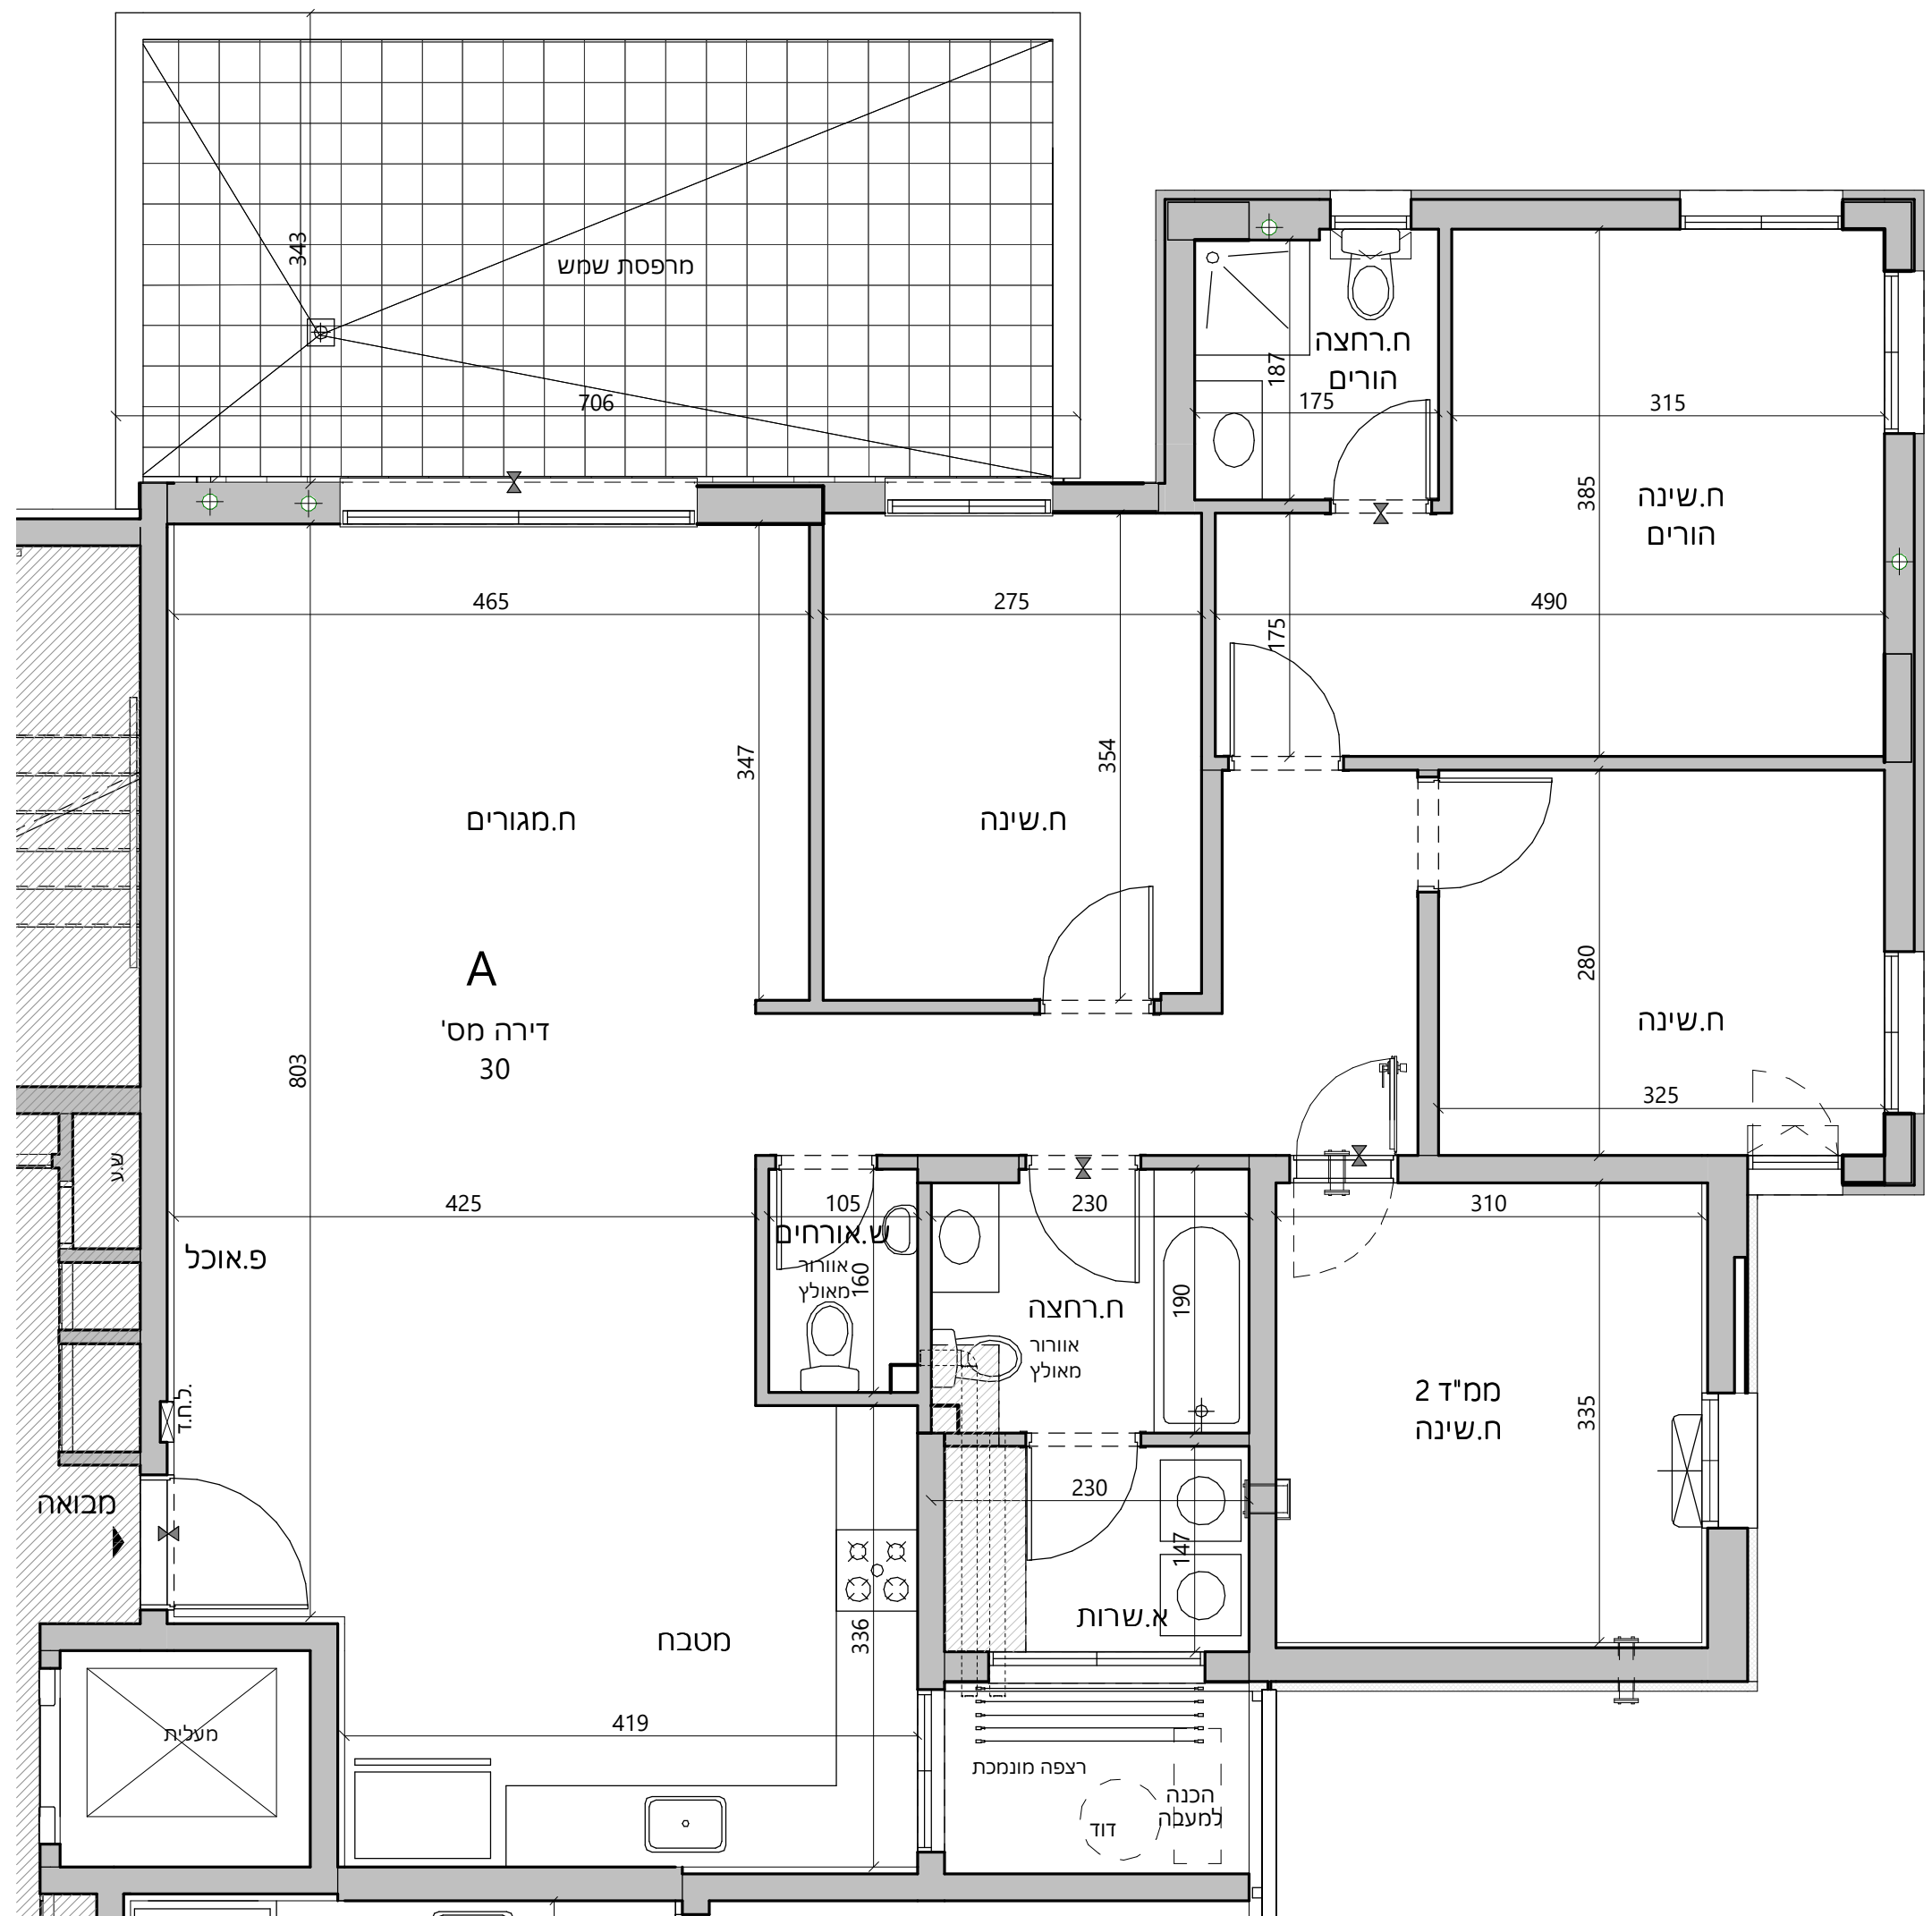 343
מרפסת שמש
706
ח.רחצה
הורים
187
175
315
ח.שינה
הורים
385
465
275
490
175
347
354
ח.מגורים
ח.שינה
A
דירה מס'
30
803
280
ח.שינה
325
ש.ע
425
105
230
310
פ.אוכל
ש.אורחים
אוורור
מאולץ
160
ח.רחצה
אוורור
מאולץ
190
ממ"ד 2
ח.שינה
335
ל.ח.ד.
מבואה
230
147
א.שרות
מטבח
336
419
מעלית
רצפה מונמכת
הכנה
למעבה
דוד